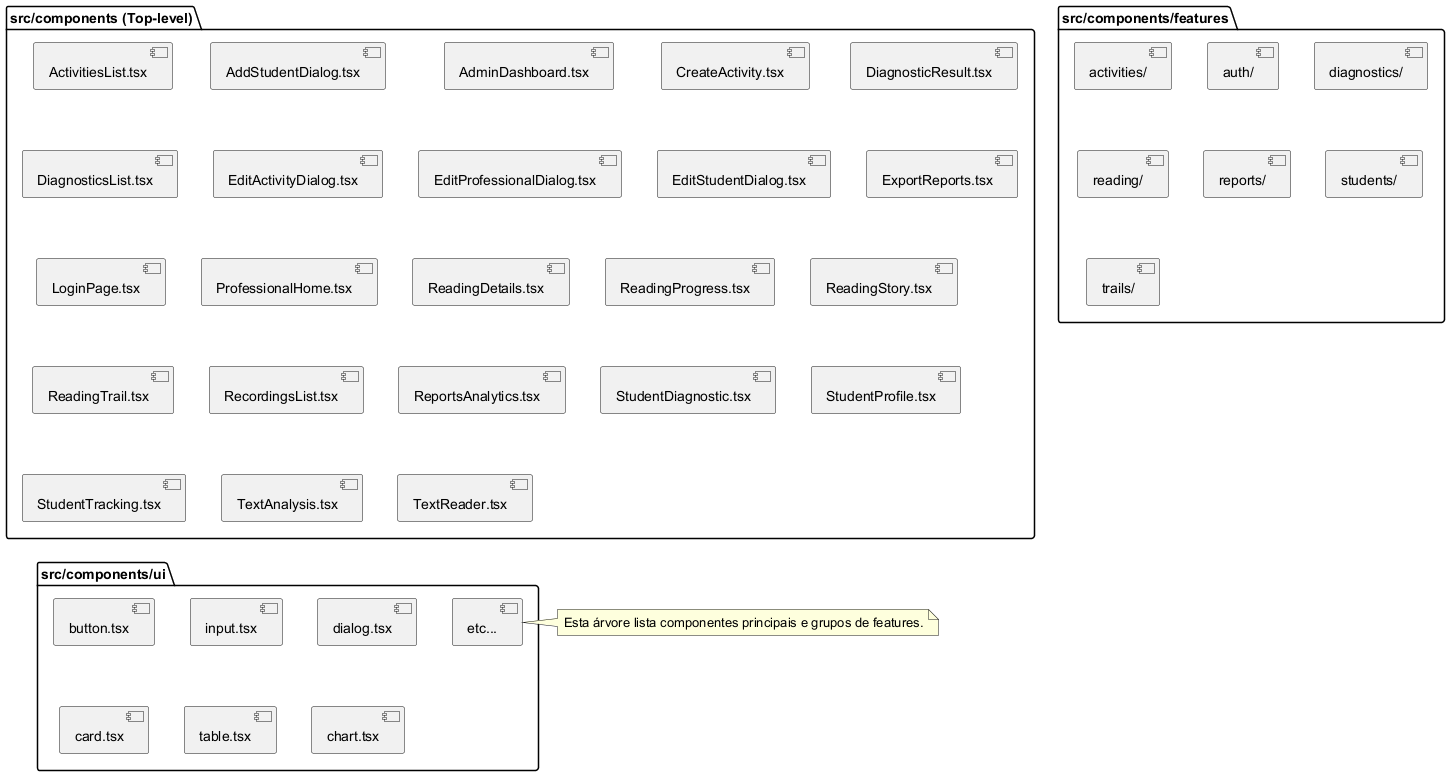 src/components (Top-level)
ActivitiesList.tsx
AddStudentDialog.tsx
AdminDashboard.tsx
CreateActivity.tsx
DiagnosticResult.tsx
DiagnosticsList.tsx
EditActivityDialog.tsx
EditProfessionalDialog.tsx
EditStudentDialog.tsx
ExportReports.tsx
LoginPage.tsx
ProfessionalHome.tsx
ReadingDetails.tsx
ReadingProgress.tsx
ReadingStory.tsx
ReadingTrail.tsx
RecordingsList.tsx
ReportsAnalytics.tsx
StudentDiagnostic.tsx
StudentProfile.tsx
StudentTracking.tsx
TextAnalysis.tsx
TextReader.tsx
src/components/features
activities/
auth/
diagnostics/
reading/
reports/
students/
trails/
src/components/ui
button.tsx
input.tsx
dialog.tsx
etc...
Esta árvore lista componentes principais e grupos de features.
card.tsx
table.tsx
chart.tsx